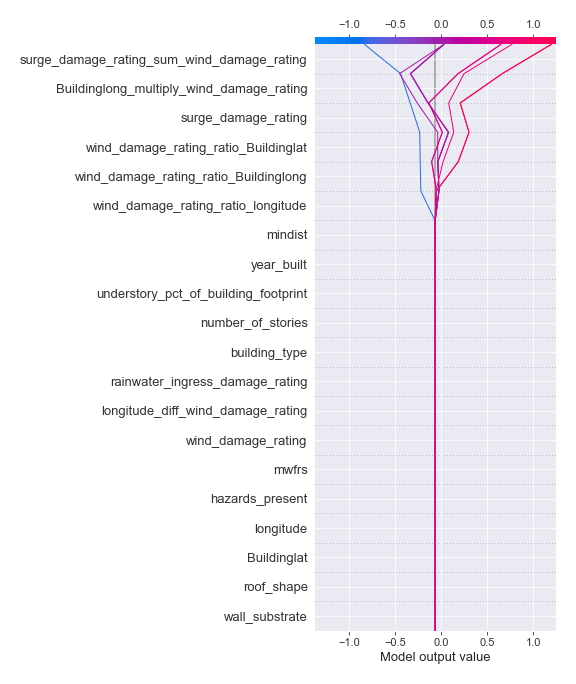 −1.0 −0.5 0.0 0.5 1.0
surge_damage_rating_sum_wind_damage_rating
Buildinglong_multiply_wind_damage_rating
surge_damage_rating
wind_damage_rating_ratio_Buildinglat
wind_damage_rating_ratio_Buildinglong
wind_damage_rating_ratio_longitude
mindist
year_built
understory_pct_of_building_footprint
number_of_stories
building_type
rainwater_ingress_damage_rating
longitude_diff_wind_damage_rating
wind_damage_rating
mwfrs
hazards_present
longitude
Buildinglat
roof_shape
wall_substrate
−1.0 −0.5 0.0 0.5 1.0
Model output value